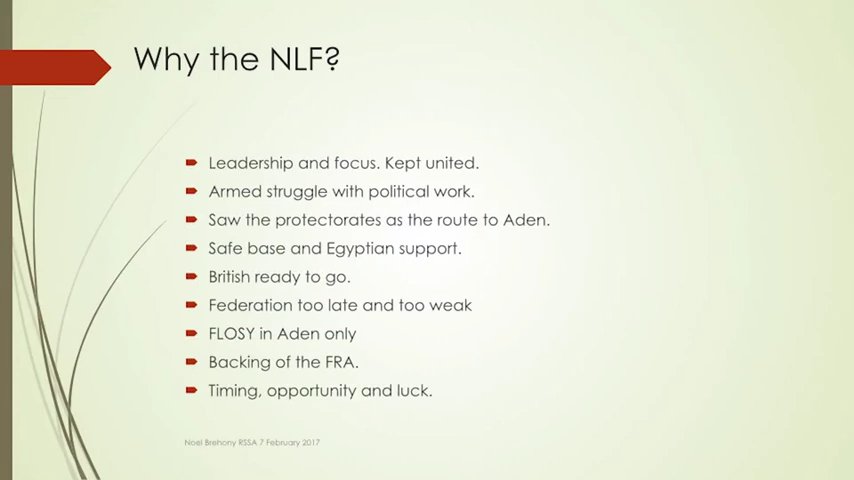 Why the NLF?
Leadership and focus. Kept united.
Armed struggle with political work.
Saw the protectorates as the route to Aden.
Safe base and Egyptian support.
British ready to go.
Federation too late and too weak
FLOSY in Aden only
Backing of the FRA.
Timing, opportunity and luck.
Noel Brehony RSSA 7 February 2017